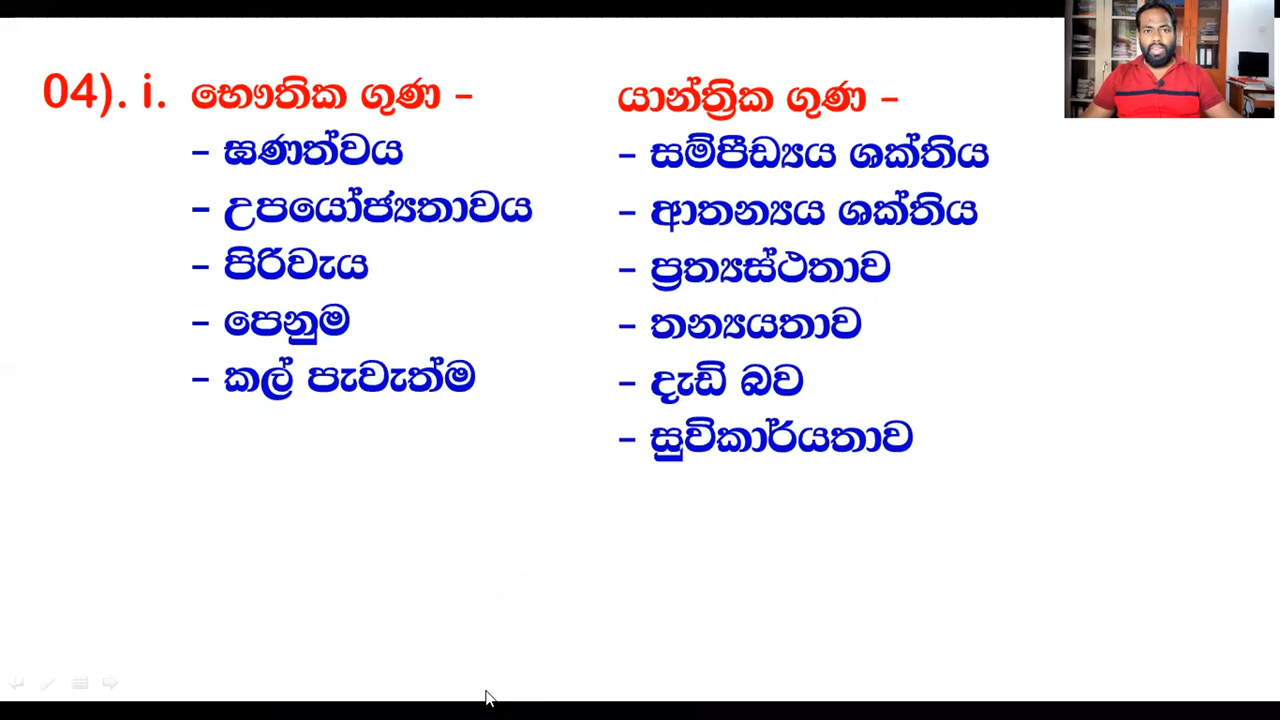 04). i. භෞතික ගුණ –
– ඝණත්වය
– උපයෝජ්‍යතාවය
– පිරිවැය
– පෙනුම
– කල් පැවැත්ම
යාන්ත්‍රික ගුණ –
– සම්පීඩ්‍යය ශක්තිය
– ආතන්‍යය ශක්තිය
– ප්‍රත්‍යස්ථතාව
– තන්‍යයතාව
– දැඩි බව
– සුවිකාර්යතාව